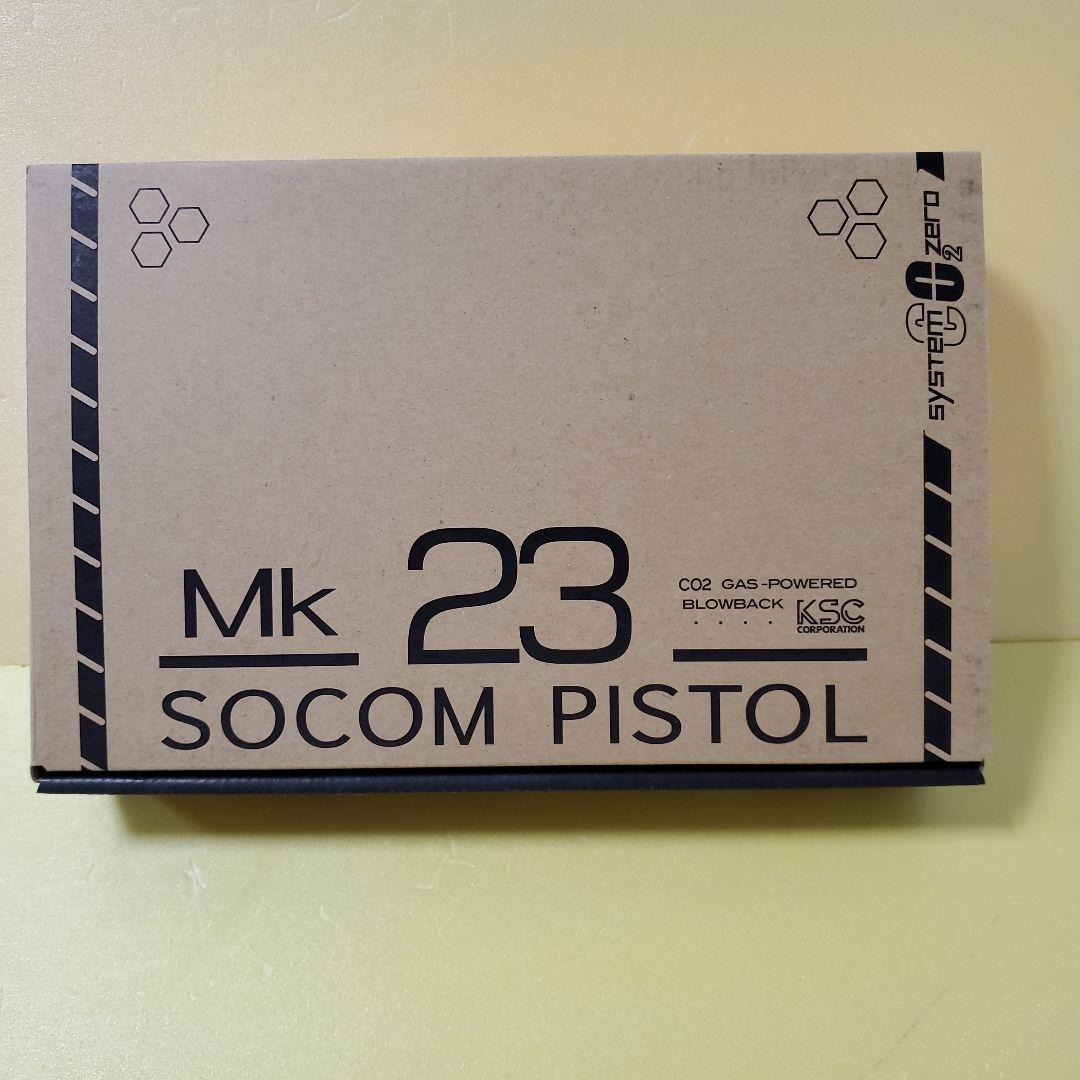 system CO2 zero
Mk 23
CO2 GAS-POWERED
BLOWBACK
KSC
CORPORATION
SOCOM PISTOL